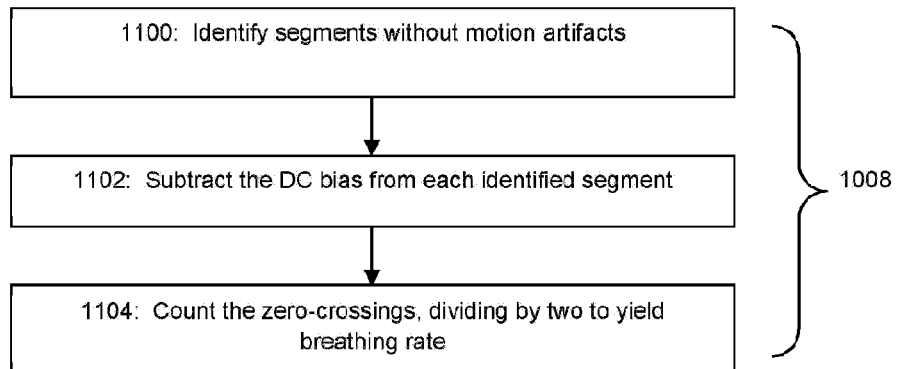 1100: Identify segments without motion artifacts
1102: Subtract the DC bias from each identified segment
1008
1104: Count the zero-crossings, dividing by two to yield
breathing rate